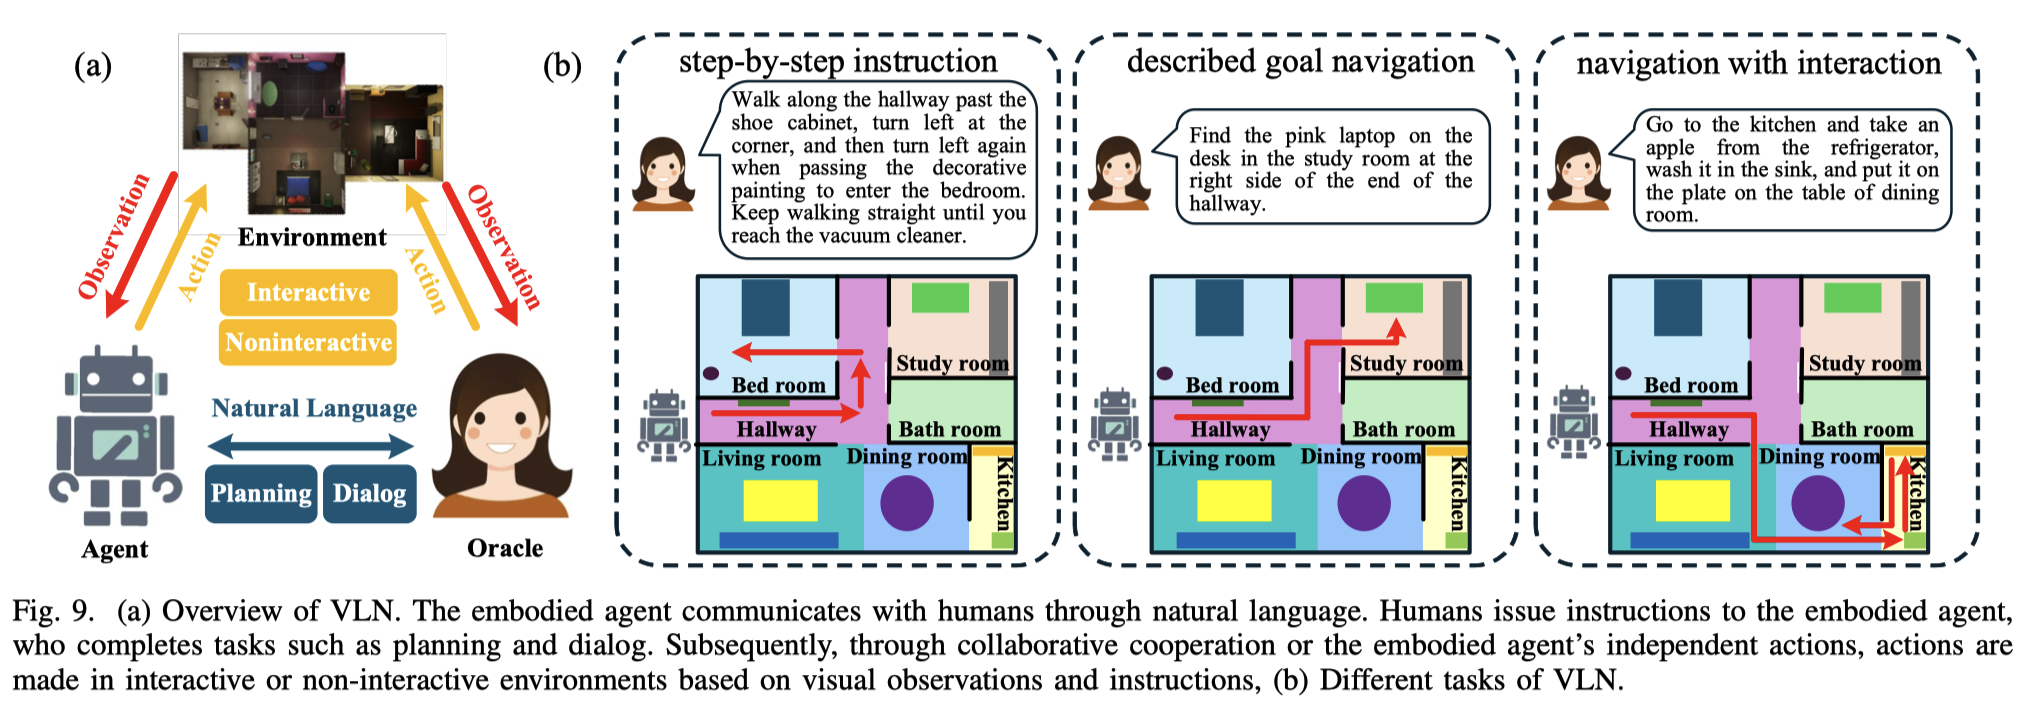 (a)
Observation
Action
Environment
Action
Observation
Interactive
Noninteractive
Natural Language
Planning
Dialog
Agent
Oracle
(b)
step-by-step instruction
Walk along the hallway past the
shoe cabinet, turn left at the
corner, and then turn left again
when passing the decorative
painting to enter the bedroom.
Keep walking straight until you
reach the vacuum cleaner.
Study room
Bed room
Hallway
Bath room
Living room
Dining room
Kitchen
described goal navigation
Find the pink laptop on the
desk in the study room at the
right side of the end of the
hallway.
Study room
Bed room
Hallway
Bath room
Living room
Dining room
Kitchen
navigation with interaction
Go to the kitchen and take an
apple from the refrigerator,
wash it in the sink, and put it on
the plate on the table of dining
room.
Study room
Bed room
Hallway
Bath room
Living room
Dining room
Kitchen
Fig. 9. (a) Overview of VLN. The embodied agent communicates with humans through natural language. Humans issue instructions to the embodied agent,
who completes tasks such as planning and dialog. Subsequently, through collaborative cooperation or the embodied agent's independent actions, actions are
made in interactive or non-interactive environments based on visual observations and instructions, (b) Different tasks of VLN.